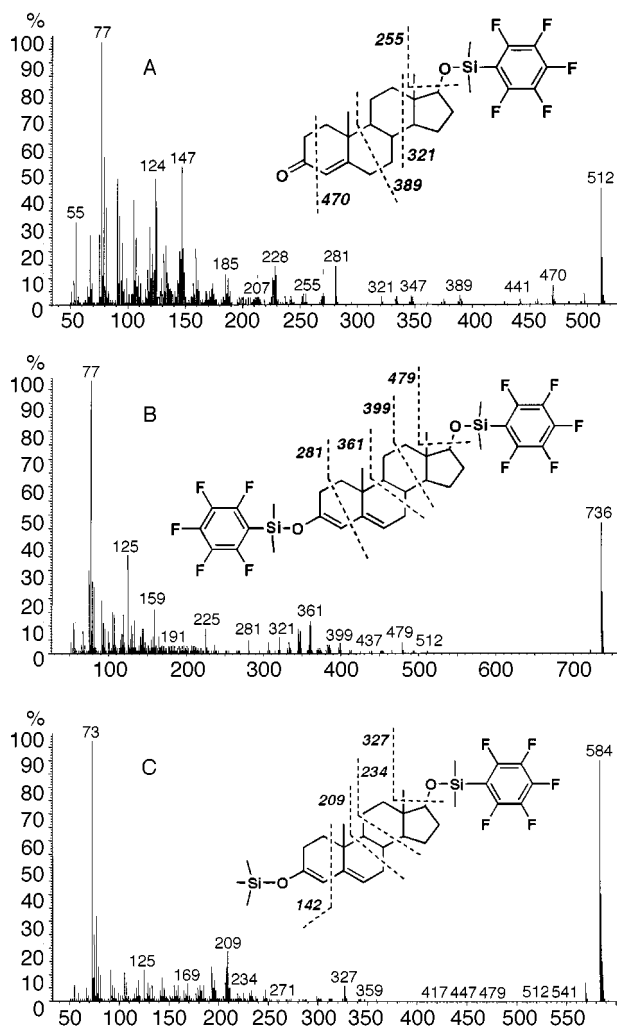 %
100
90
80
70
60
50
40
30
20
10
0
A
77
55
124
147
185
207
228
255
281
321
347
389
441
470
512
255
321
389
470
O
O
Si
F
F
F
F
F
50 100 150 200 250 300 350 400 450 500
%
100
90
80
70
60
50
40
30
20
10
0
B
77
125
159
191
225
281
321
361
399
437
479
512
736
479
399
361
281
O
Si
F
F
F
F
F
F
F
F
F
F
Si
O
100 200 300 400 500 600 700
%
100
90
80
70
60
50
40
30
20
10
0
C
73
125
169
209
234
271
327
359
417 447 479 512 541
584
327
234
209
142
O
Si
F
F
F
F
F
Si
O
50 100 150 200 250 300 350 400 450 500 550